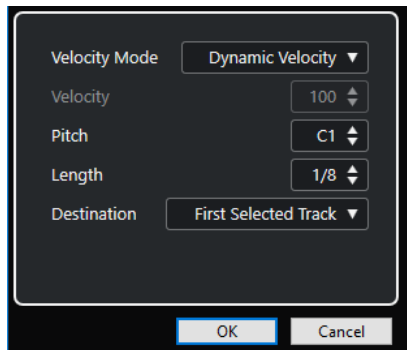 Velocity Mode Dynamic Velocity
Velocity 100
Pitch C1
Length 1/8
Destination First Selected Track
OK Cancel